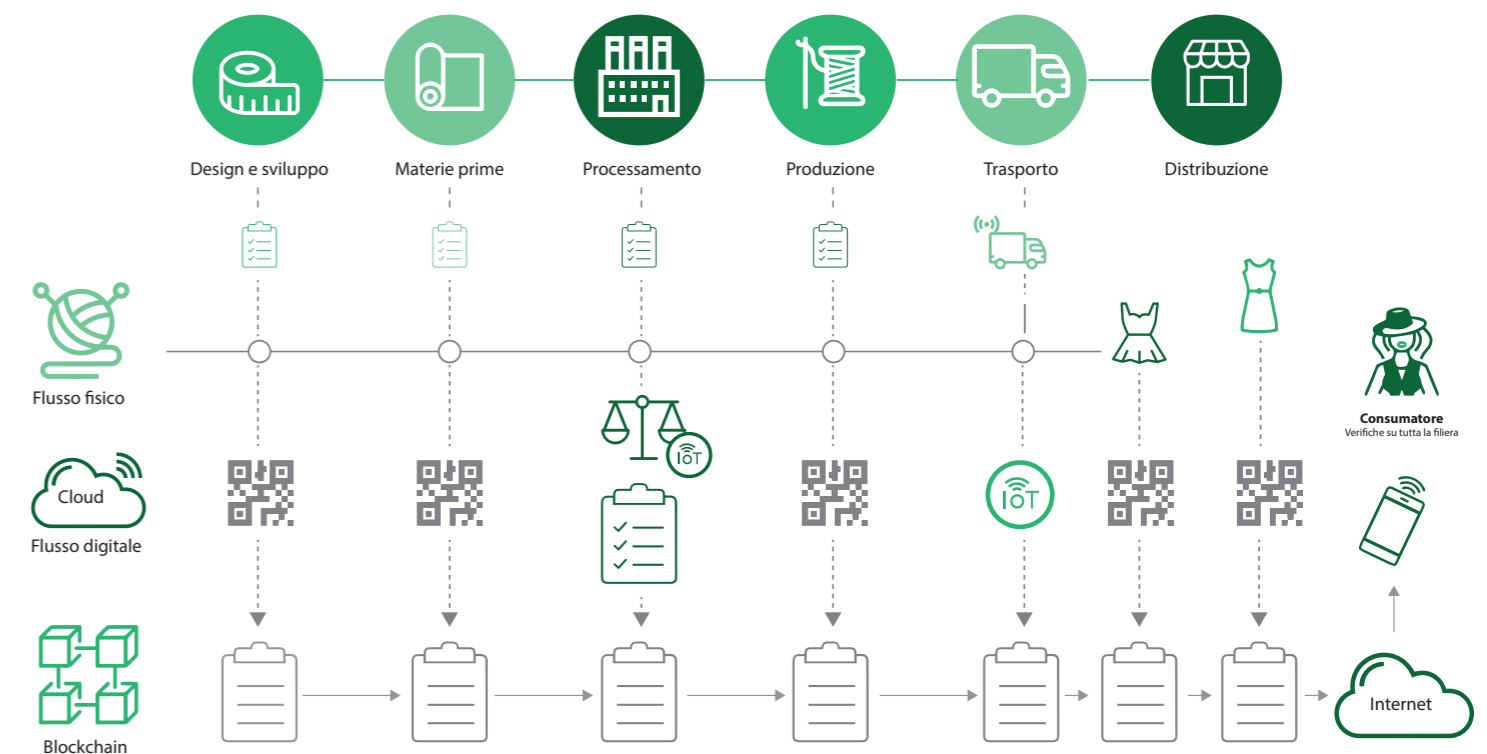 Design e sviluppo
Materie prime
Processamento
Produzione
Trasporto
Distribuzione
Flusso fisico
Consumatore
Verifiche su tutta la filiera
IoT
Cloud
IoT
Flusso digitale
Internet
Blockchain